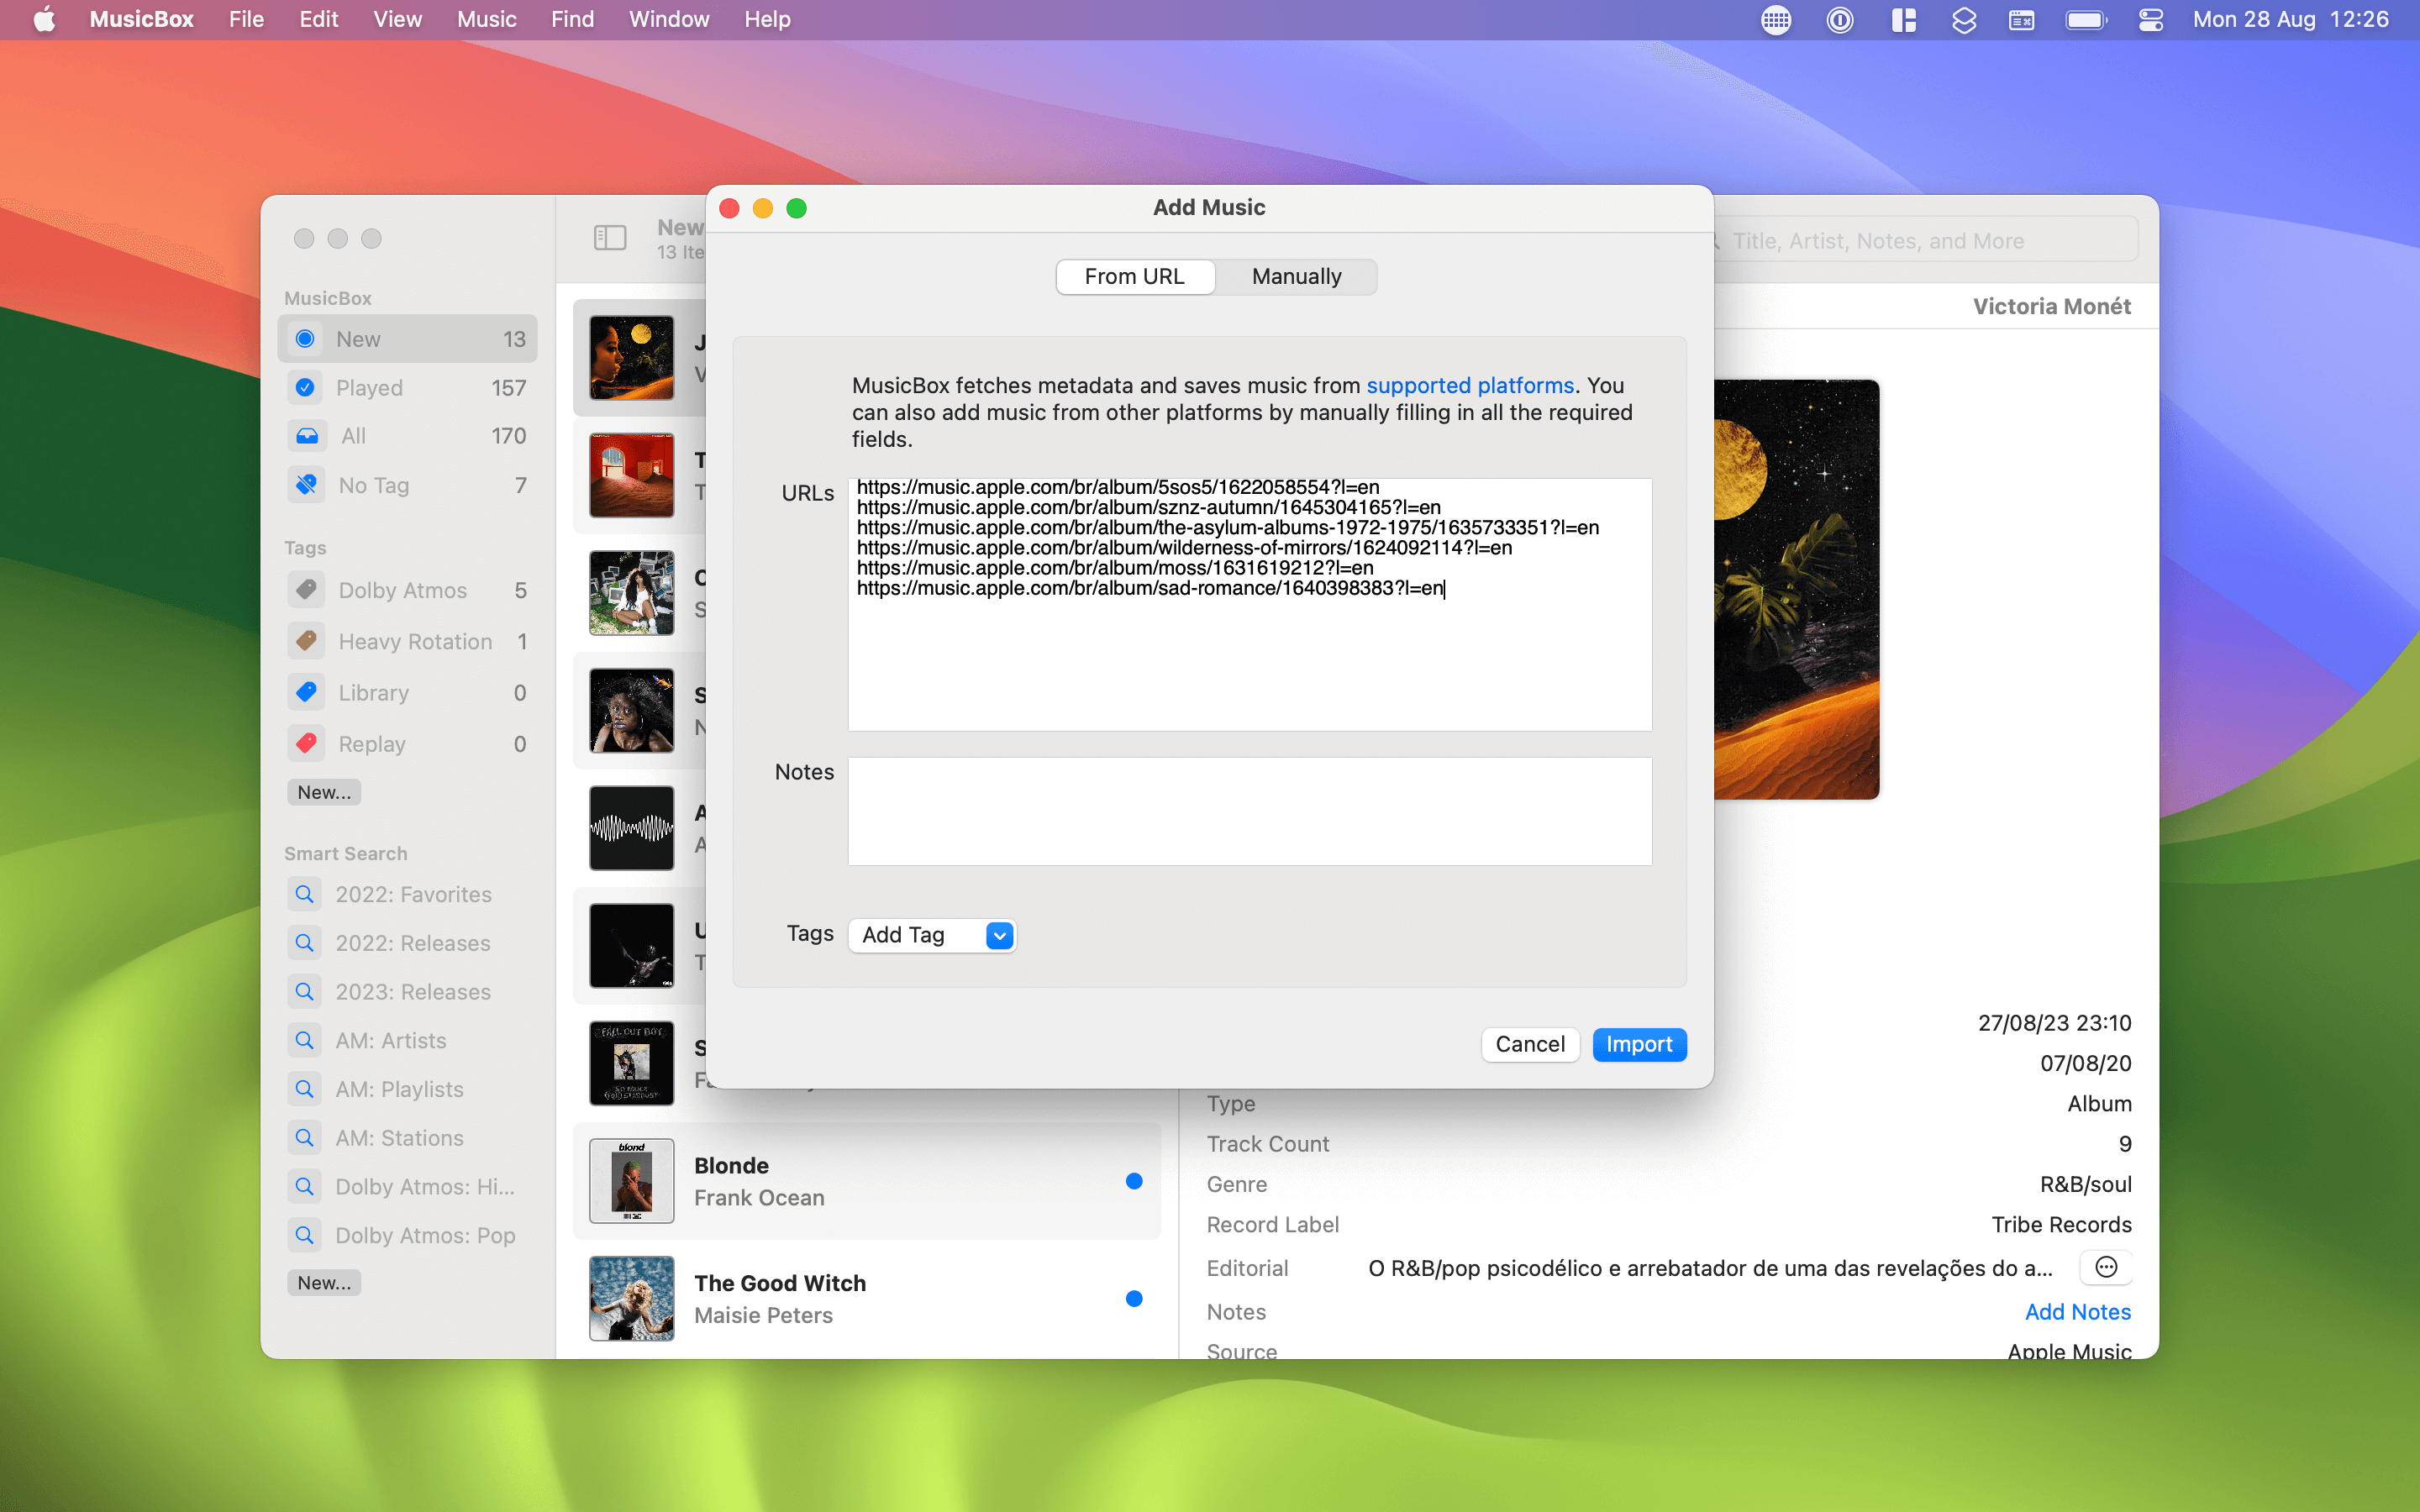 MusicBox File Edit View Music Find Window Help
Mon 28 Aug 12:26
MusicBox
New 13
Played 157
All 170
No Tag 7
Tags
Dolby Atmos 5
Heavy Rotation 1
Library 0
Replay 0
New...
Smart Search
2022: Favorites
2022: Releases
2023: Releases
AM: Artists
AM: Playlists
AM: Stations
Dolby Atmos: Hi...
Dolby Atmos: Pop
New...
New
13
FALL OUT BOY
blond
Blonde
Frank Ocean
The Good Witch
Maisie Peters
Add Music
From URL Manually
MusicBox fetches metadata and saves music from supported platforms. You
can also add music from other platforms by manually filling in all the required
fields.
URLs
https://music.apple.com/br/album/5sos5/1622058554?l=en
https://music.apple.com/br/album/sznz-autumn/1645304165?l=en
https://music.apple.com/br/album/the-asylum-albums-1972-1975/1635733351?l=en
https://music.apple.com/br/album/wilderness-of-mirrors/1624092114?l=en
https://music.apple.com/br/album/moss/1631619212?l=en
https://music.apple.com/br/album/sad-romance/1640398383?l=en
Notes
Tags Add Tag
Cancel Import
Title, Artist, Notes, and More
Victoria Monét
27/08/23 23:10
07/08/20
Type Album
Track Count 9
Genre R&B/soul
Record Label Tribe Records
Editorial O R&B/pop psicodélico e arrebatador de uma das revelações do a...
Notes Add Notes
Source Apple Music